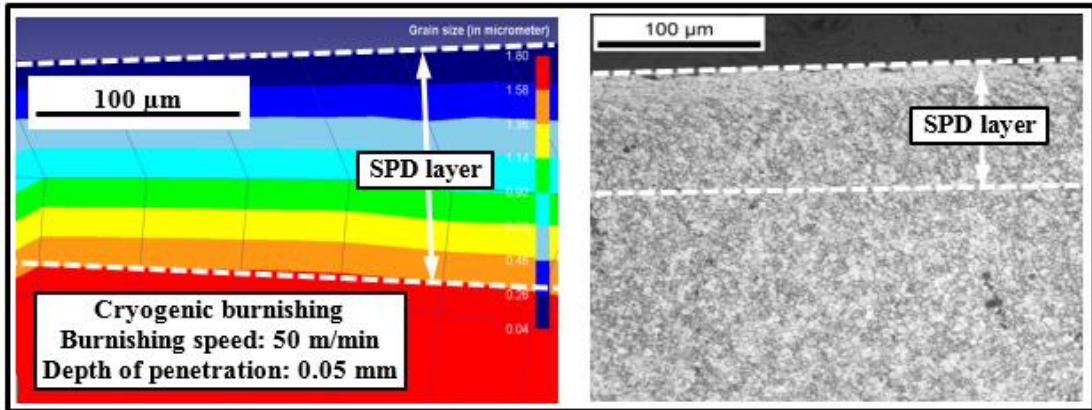 Grain size (in micrometer)
1.80
1.58
1.36
1.14
0.92
0.48
0.26
0.04
100 µm
SPD layer
Cryogenic burnishing
Burnishing speed: 50 m/min
Depth of penetration: 0.05 mm
100 µm
SPD layer